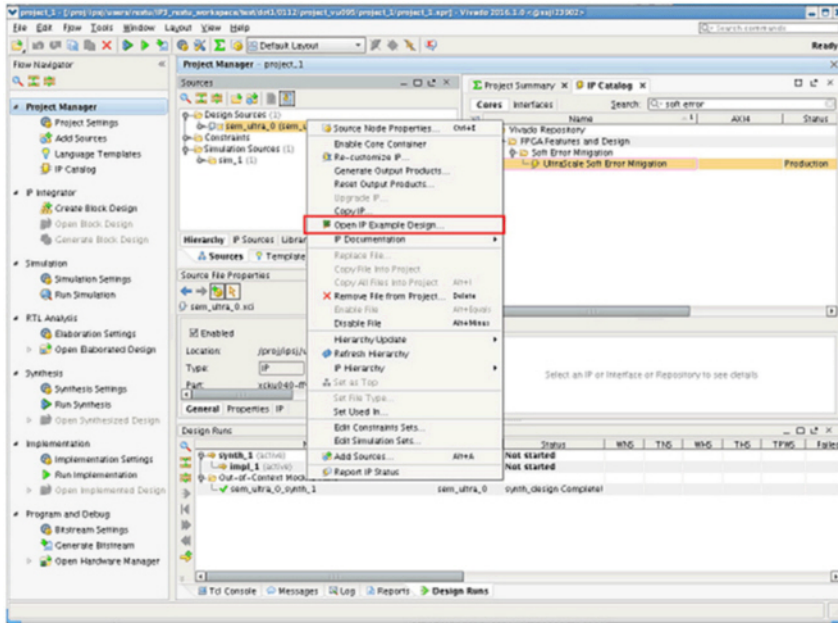 project_1 - [/proj/ipsj/users/restu/IP3_restu_workspace/test/dct1/0112/project_vu095/project_1/project_1.xpr] - Vivado 2016.1.0
File Edit Flow Tools Window Layout View Help
Search commands
Default Layout
Ready
Flow Navigator
Project Manager - project_1
Project Manager
Project Settings
Add Sources
Language Templates
IP Catalog
IP Integrator
Create Block Design
Open Block Design
Generate Block Design
Simulation
Simulation Settings
Run Simulation
RTL Analysis
Elaboration Settings
Open Elaborated Design
Synthesis
Synthesis Settings
Run Synthesis
Open Synthesized Design
Implementation
Implementation Settings
Run Implementation
Open Implemented Design
Program and Debug
Bitstream Settings
Generate Bitstream
Open Hardware Manager
Sources
Design Sources (1)
sem_ultra_0
Constraints
Simulation Sources (1)
sim_1 (1)
Hierarchy IP Sources
Sources
Source File Properties
sem_ultra_0.xci
Enabled
Location:
Type: IP
Part:
General Properties IP
Source Node Properties... Ctrl+E
Enable Core Container
Re-customize IP...
Generate Output Products...
Reset Output Products...
Upgrade IP...
Copy IP...
Open IP Example Design...
IP Documentation
Replace File...
Copy File Into Project
Copy All Files Into Project Alt+I
Remove File from Project... Delete
Enable File Alt+Equals
Disable File Alt+Minus
Hierarchy Update
Refresh Hierarchy
IP Hierarchy
Set as Top
Set File Type...
Set Used In...
Edit Constraints Sets...
Edit Simulation Sets...
Add Sources... Alt+A
Report IP Status
Project Summary IP Catalog
Cores Interfaces Search: soft error
Name AXI4 Status
Vivado Repository
FPGA Features and Design
Soft Error Mitigation
UltraScale Soft Error Mitigation Production
Select an IP or Interface or Repository to see details
Design Runs
Status WNS TNS WHS THS TPWS Failed
synth_1 (active) Not started
impl_1 (active) Not started
Out-of-Context Module
sem_ultra_0_synth_1 sem_ultra_0 synth_design Complete!
Tcl Console Messages Log Reports Design Runs